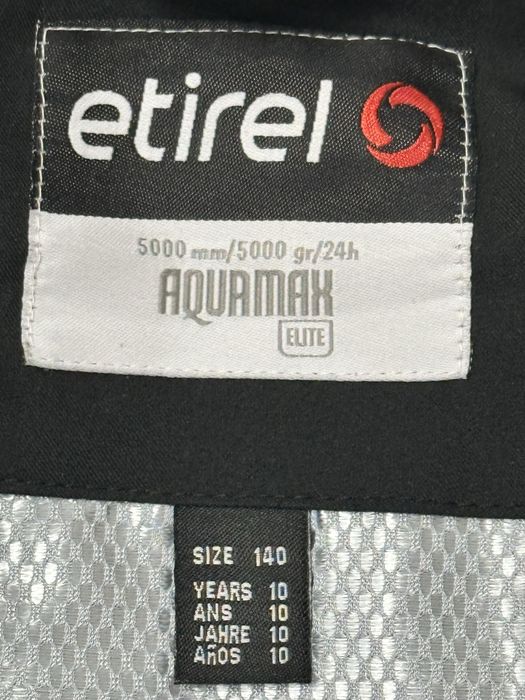 etirel
5000 mm/5000 gr/24h
AQUAMAX
ELITE
SIZE 140
YEARS 10
ANS 10
JAHRE 10
AñOS 10